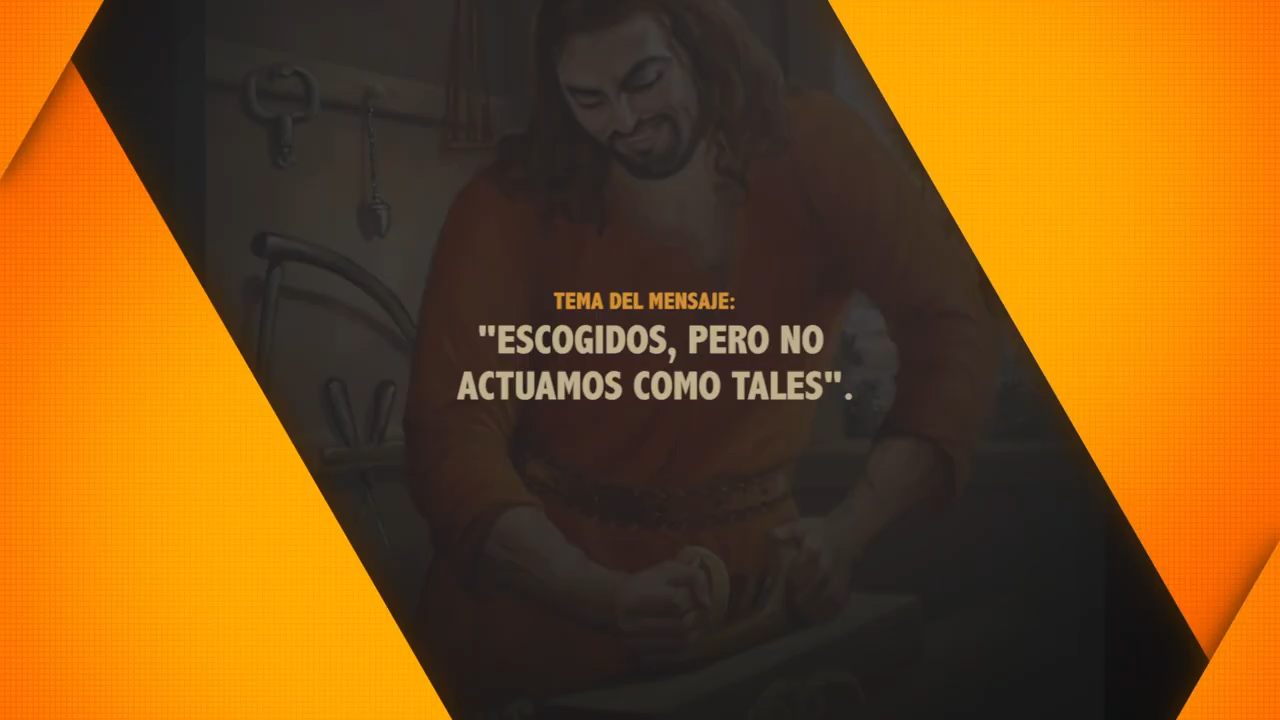 TEMA DEL MENSAJE:
"ESCOGIDOS, PERO NO
ACTUAMOS COMO TALES".